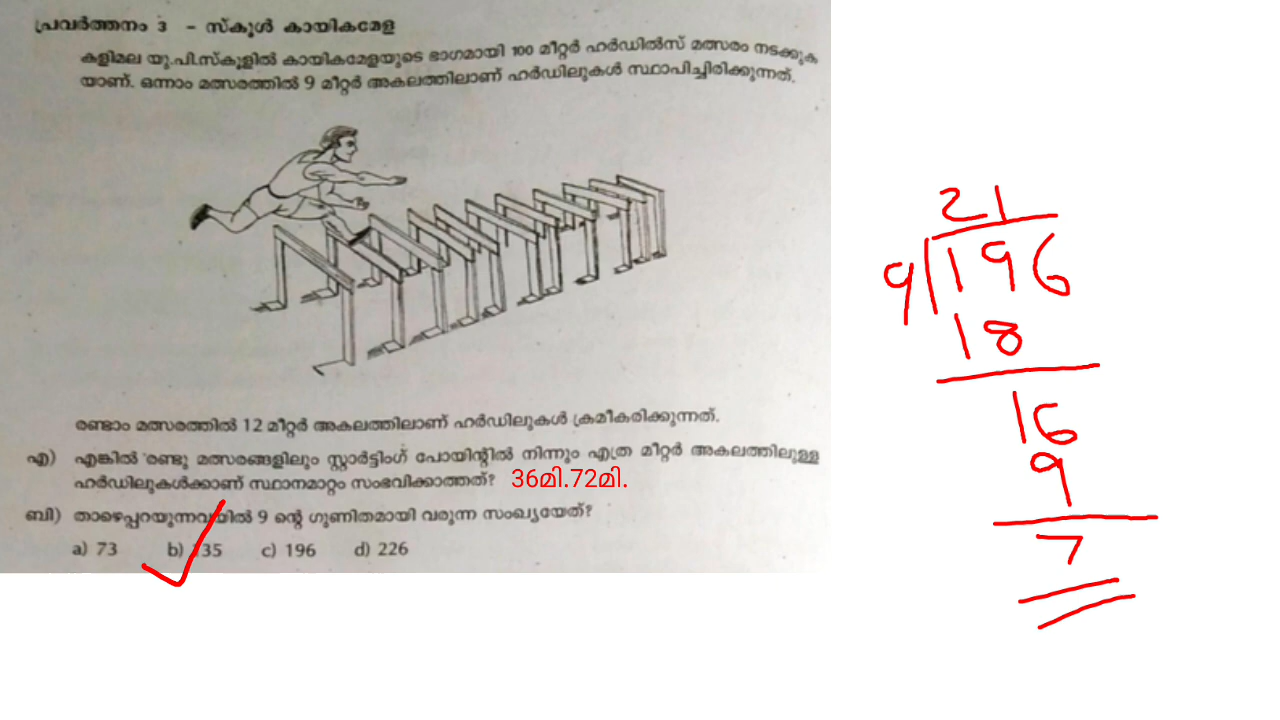 പ്രവർത്തനം 3 - സ്കൂൾ കായികമേള
കളിമല യു.പി.സ്കൂളിൽ കായികമേളയുടെ ഭാഗമായി 100 മീറ്റർ ഹർഡിൽസ് മത്സരം നടക്കുക
യാണ്. ഒന്നാം മത്സരത്തിൽ 9 മീറ്റർ അകലത്തിലാണ് ഹർഡിലുകൾ സ്ഥാപിച്ചിരിക്കുന്നത്.
രണ്ടാം മത്സരത്തിൽ 12 മീറ്റർ അകലത്തിലാണ് ഹർഡിലുകൾ ക്രമീകരിക്കുന്നത്.
എ) എങ്കിൽ രണ്ടു മത്സരങ്ങളിലും സ്റ്റാർട്ടിംഗ് പോയിന്റിൽ നിന്നും എത്ര മീറ്റർ അകലത്തിലുള്ള
ഹർഡിലുകൾക്കാണ് സ്ഥാനമാറ്റം സംഭവിക്കാത്തത്? 36മി.72മി.
ബി) താഴെപ്പറയുന്നവയിൽ 9 ന്റെ ഗുണിതമായി വരുന്ന സംഖ്യയേത്?
a) 73 b) 135 c) 196 d) 226
21
9 196
18
16
9
7